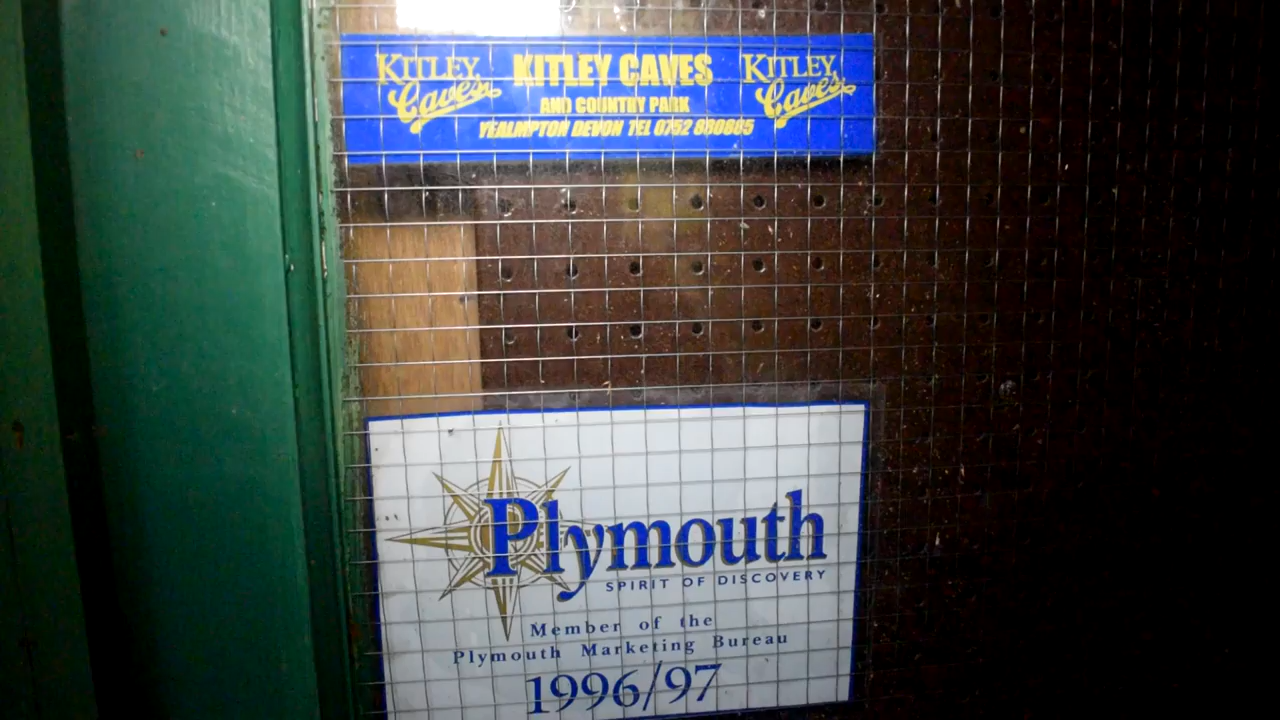 KITLEY
Caves
KITLEY CAVES
AND COUNTRY PARK
YEALMPTON DEVON TEL 0752 880885
KITLEY
Caves
Plymouth
SPIRIT OF DISCOVERY
Member of the
Plymouth Marketing Bureau
1996/97